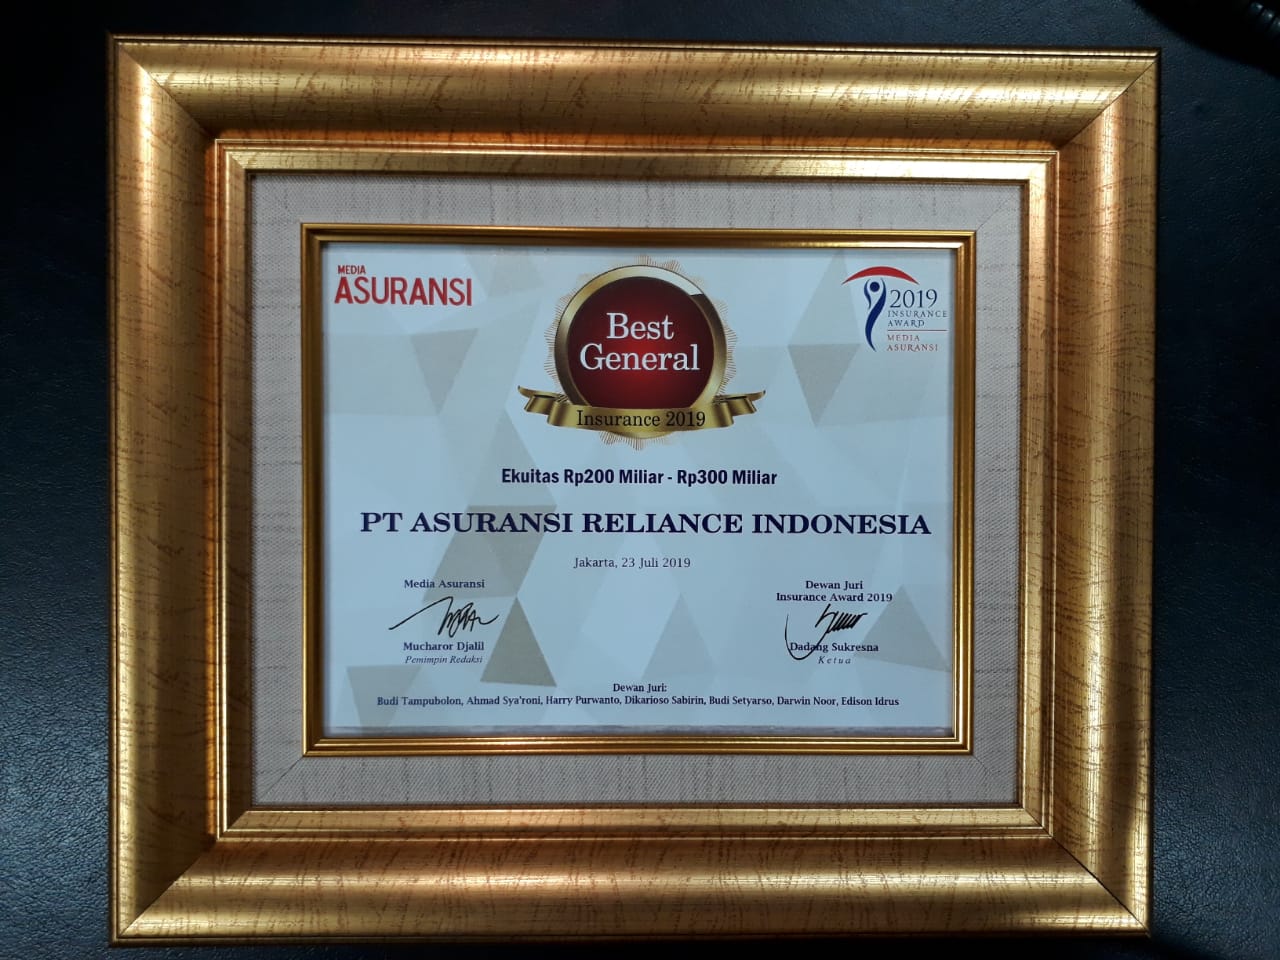 MEDIA
ASURANSI
Best
General
Insurance 2019
2019
INSURANCE
AWARD
MEDIA
ASURANSI
Ekuitas Rp200 Miliar - Rp300 Miliar
PT ASURANSI RELIANCE INDONESIA
Jakarta, 23 Juli 2019
Media Asuransi
Mucharor Djalil
Pemimpin Redaksi
Dewan Juri
Insurance Award 2019
Dadang Sukresna
Ketua
Dewan Juri:
Budi Tampubolon, Ahmad Sya'roni, Harry Purwanto, Dikarioso Sabirin, Budi Setyarso, Darwin Noor, Edison Idrus